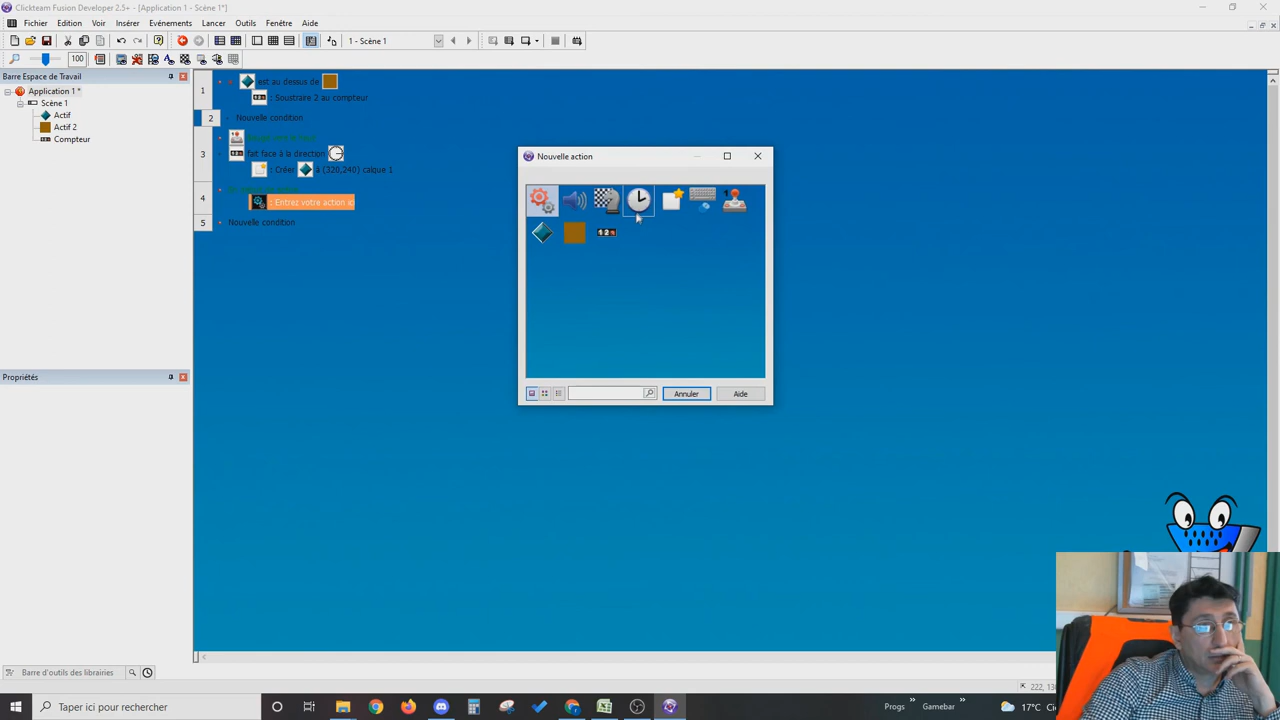 Clickteam Fusion Developer 2.5+ - [Application 1 - Scène 1*]
Fichier Edition Voir Insérer Evénements Lancer Outils Fenêtre Aide
1 - Scène 1
100
Barre Espace de Travail
Application 1 *
Scène 1
Actif
Actif 2
Compteur
Propriétés
Barre d'outils des librairies
1
est au dessus de
: Soustraire 2 au compteur
2
Nouvelle condition
3
fait face à la direction
: Créer à (320,240) calque 1
4
: Entrez votre action ici
5
Nouvelle condition
Nouvelle action
Annuler
Aide
Taper ici pour rechercher
Progs
Gamebar
17°C